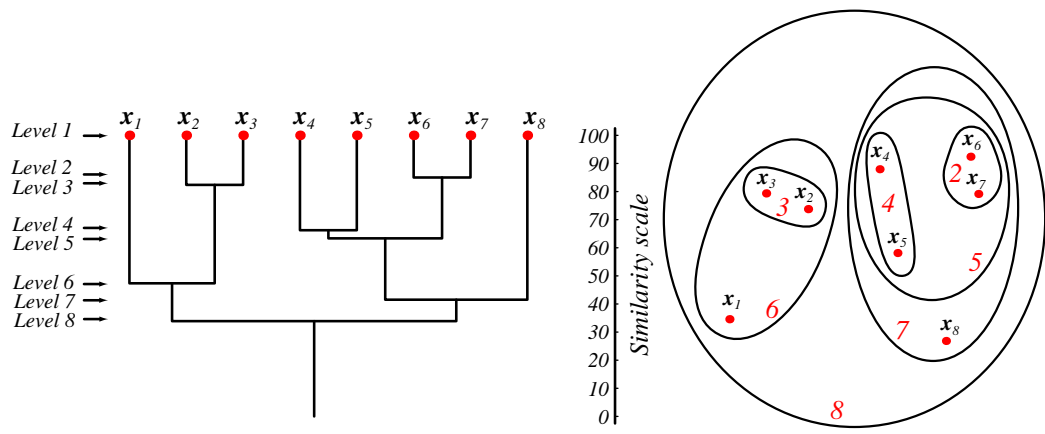 x1 x2 x3 x4 x5 x6 x7 x8
Level 1
Level 2
Level 3
Level 4
Level 5
Level 6
Level 7
Level 8
100
90
80
70
60
50
40
30
20
10
0
Similarity scale
x6
x4
2
x7
x3
x2
3
4
x5
5
x1
6
7
x8
8